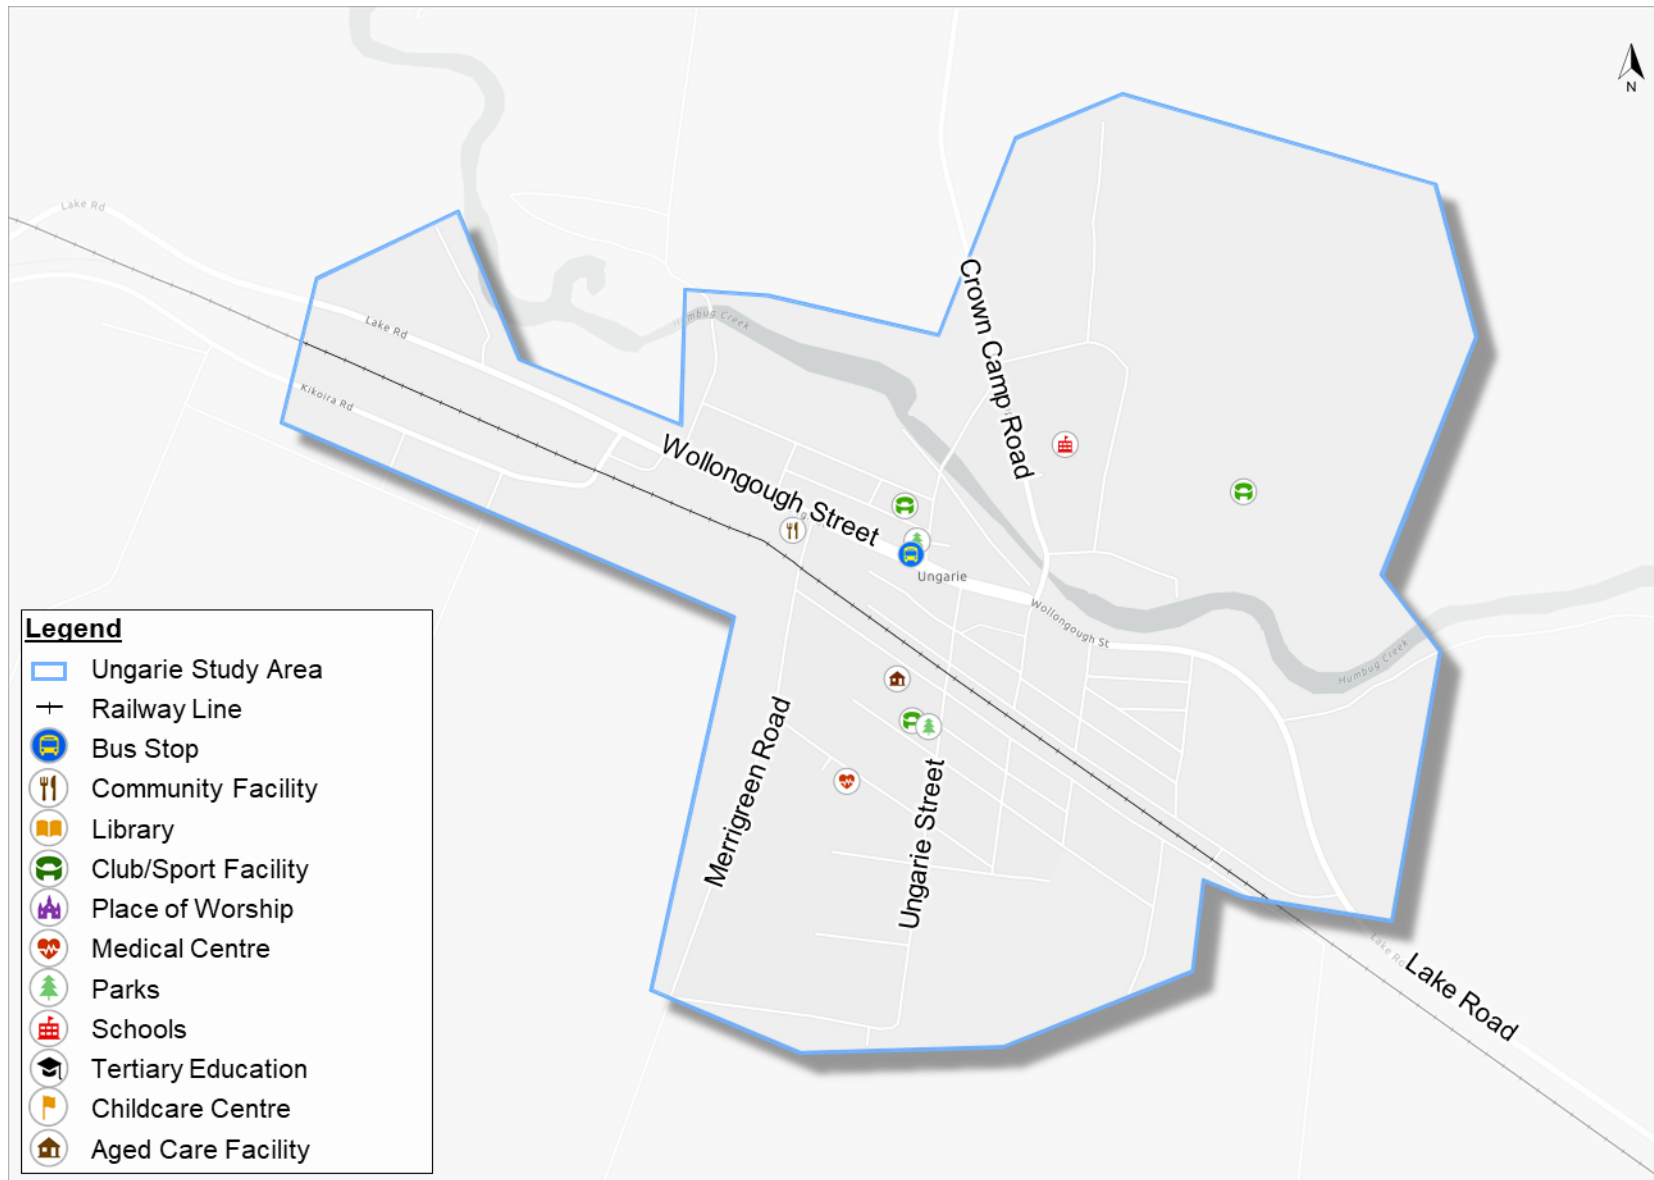 N
Lake Rd
Humbug Creek
Crown Camp Road
Lake Rd
Kikoira Rd
Wollongough Street
Ungarie
Wollongough St
Humbug Creek
Merrigreen Road
Ungarie Street
Lake Rd
Lake Road
Legend
Ungarie Study Area
Railway Line
Bus Stop
Community Facility
Library
Club/Sport Facility
Place of Worship
Medical Centre
Parks
Schools
Tertiary Education
Childcare Centre
Aged Care Facility